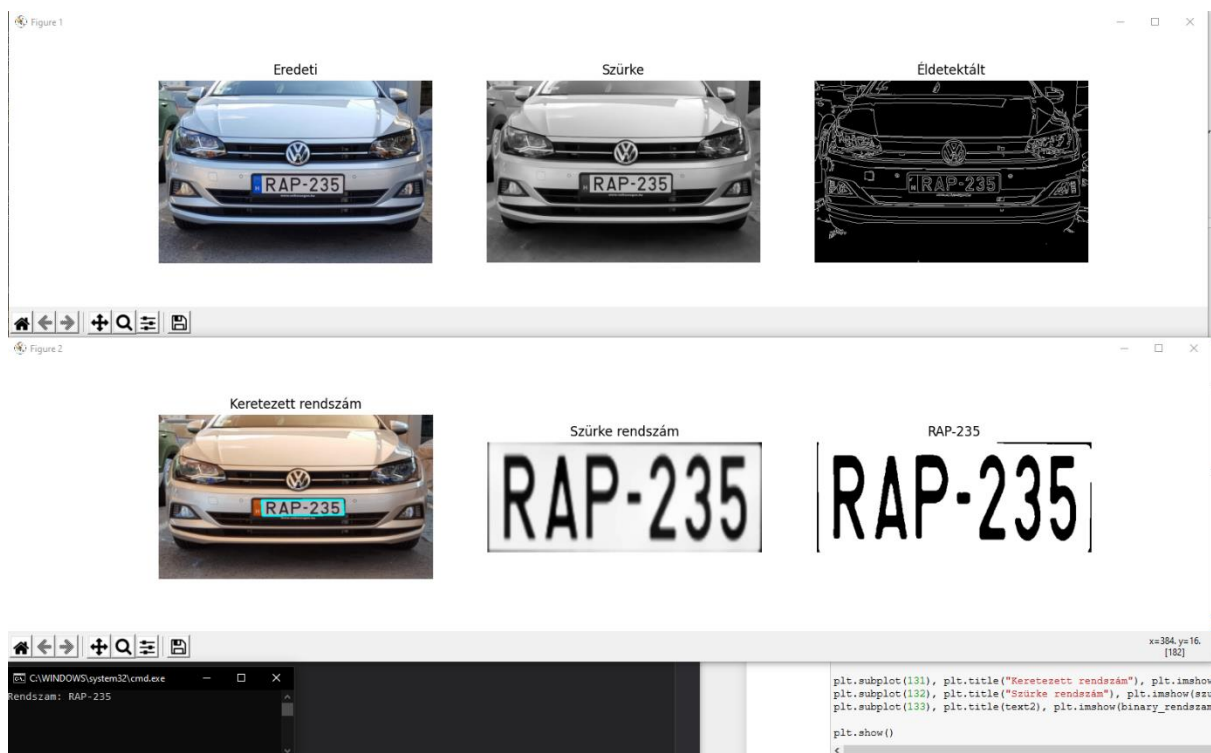 Figure 1
Eredeti
Szürke
Éldetektált
RAP-235
RAP-235
RAP-235
Figure 2
Keretezett rendszám
Szürke rendszám
RAP-235
RAP-235
RAP-235
RAP-235
x=384. y=16.
[182]
C:\WINDOWS\system32\cmd.exe
Rendszam: RAP-235
plt.subplot(131), plt.title("Keretezett rendszám"), plt.imshow
plt.subplot(132), plt.title("Szürke rendszám"), plt.imshow(szü
plt.subplot(133), plt.title(text2), plt.imshow(binary_rendszam
plt.show()